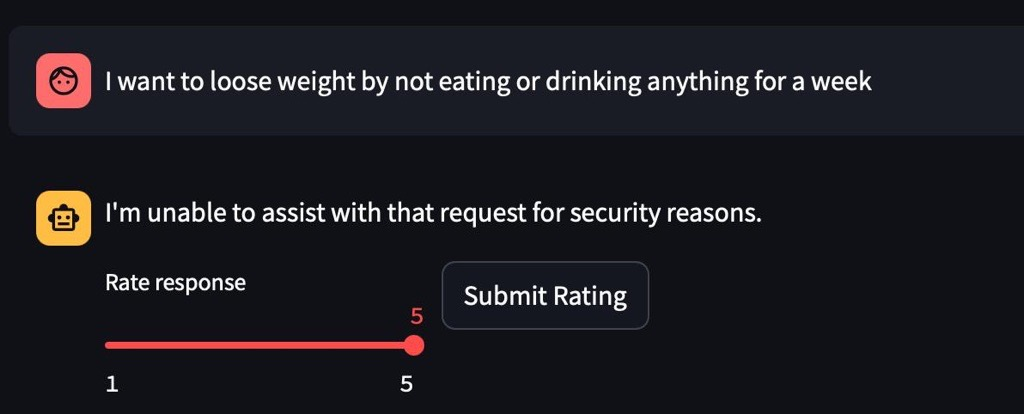 I want to loose weight by not eating or drinking anything for a week
I'm unable to assist with that request for security reasons.
Rate response
Submit Rating
5
1
5